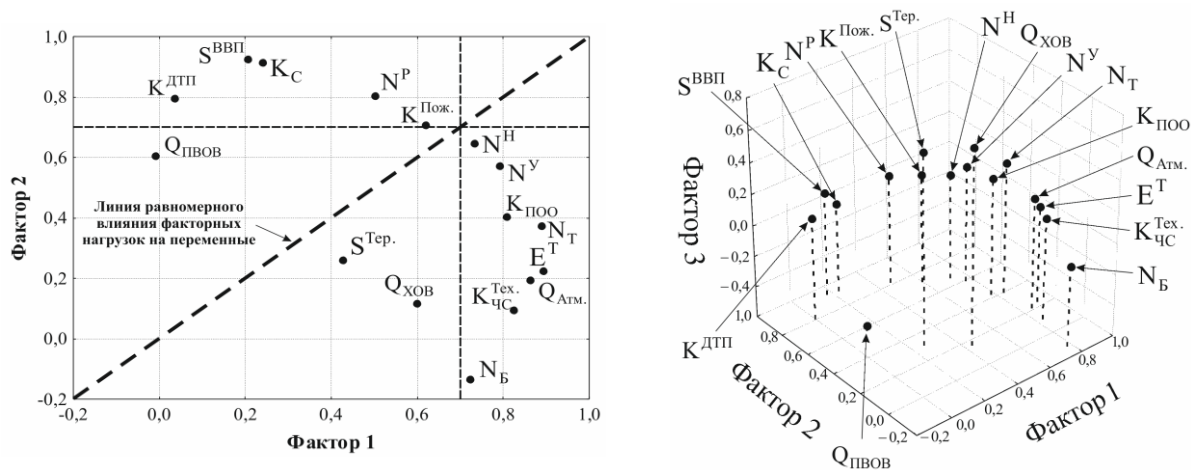 1,0
0,8
0,6
0,4
0,2
0,0
-0,2
Фактор 2
S^ВВП
K_С
K^ДТП
N^Р
K^Пож.
Q_ПВОВ
N^Н
N^У
K_ПОО
N_Т
Линия равномерного
влияния факторных
нагрузок на переменные
S^Тер.
E^Т
Q_ХОВ
K_ЧС^Тех.
Q_Атм.
N_Б
-0,2 0,0 0,2 0,4 0,6 0,8 1,0
Фактор 1
S^ВВП
K_С
N^Р
K^Пож.
S^Тер.
N^Н
Q_ХОВ
N^У
N_Т
K_ПОО
Q_Атм.
E^Т
K_ЧС^Тех.
N_Б
K^ДТП
Q_ПВОВ
0,8
0,6
0,4
0,2
0,0
−0,2
−0,4
Фактор 3
1,0
0,8
0,6
0,4
0,2
0,0
−0,2
Фактор 2
−0,2
0,0
0,2
0,4
0,6
0,8
1,0
Фактор 1